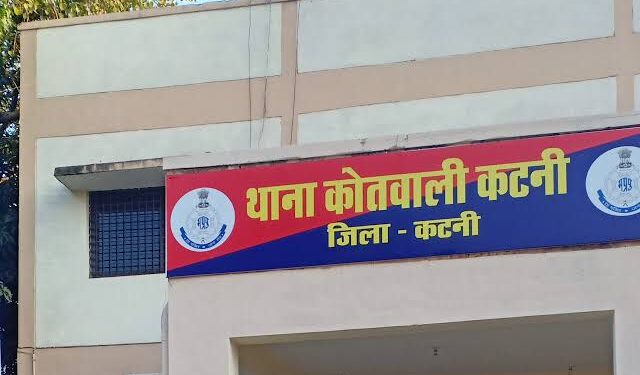 थाना कोतवाली कटनी
जिला - कटनी